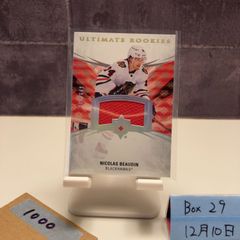 ULTIMATE ROOKIES
NICOLAS BEAUDIN
BLACKHAWKS
1000
Box 29
12月10日